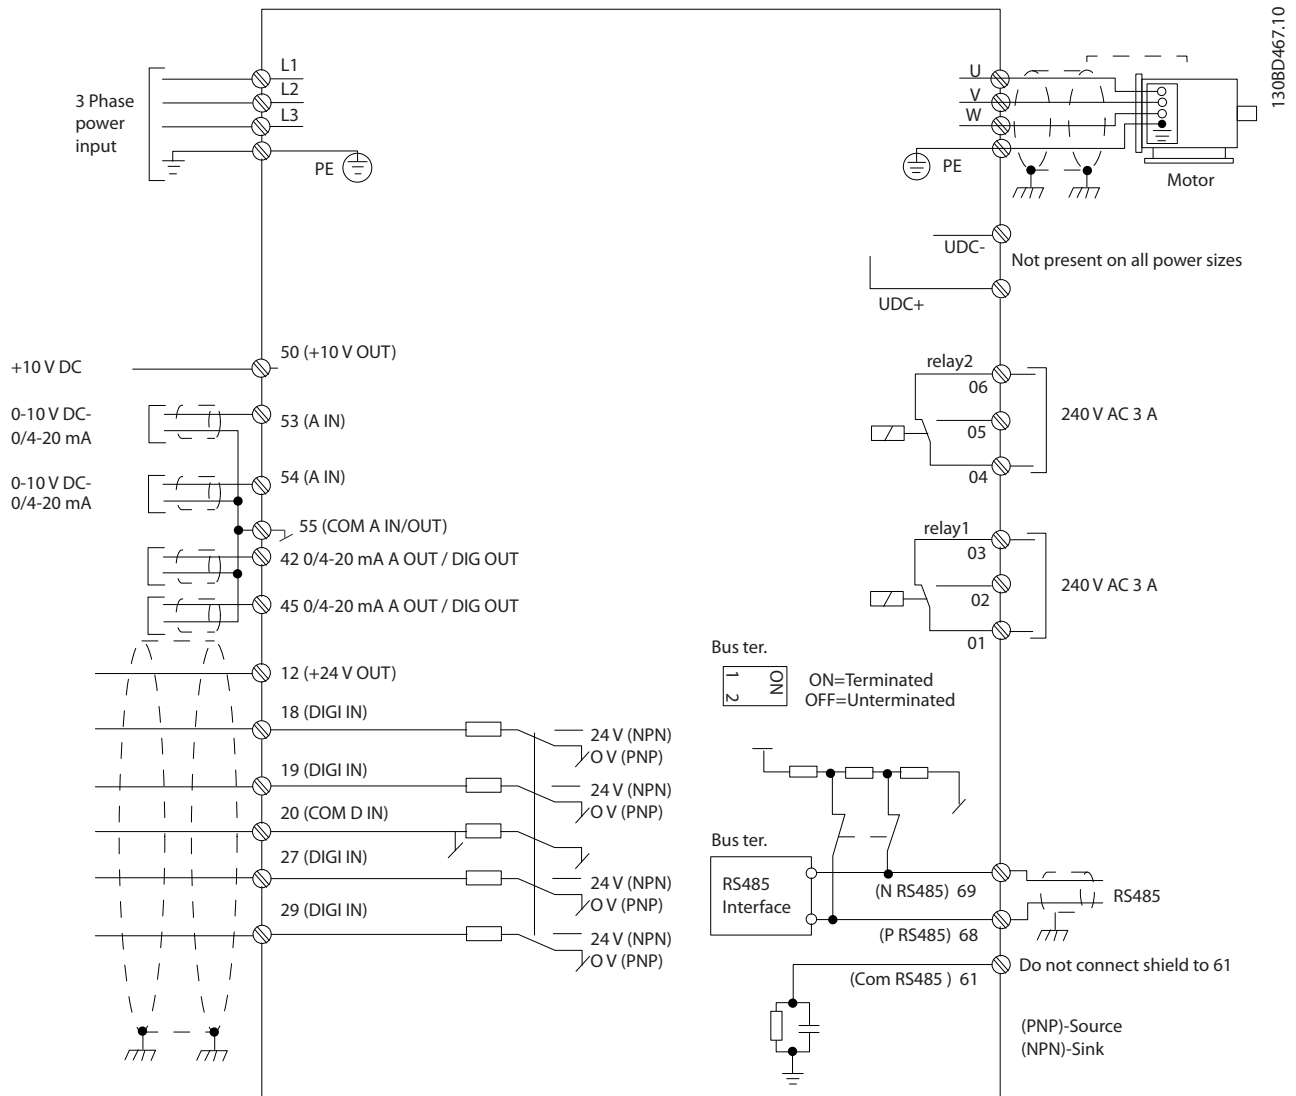 130BD467.10
3 Phase
power
input
L1
L2
L3
PE
U
V
W
PE
Motor
UDC-
Not present on all power sizes
UDC+
+10 V DC
50 (+10 V OUT)
0-10 V DC-
0/4-20 mA
53 (A IN)
0-10 V DC-
0/4-20 mA
54 (A IN)
55 (COM A IN/OUT)
42 0/4-20 mA A OUT / DIG OUT
45 0/4-20 mA A OUT / DIG OUT
12 (+24 V OUT)
18 (DIGI IN)
24 V (NPN)
O V (PNP)
19 (DIGI IN)
24 V (NPN)
O V (PNP)
20 (COM D IN)
27 (DIGI IN)
24 V (NPN)
O V (PNP)
29 (DIGI IN)
24 V (NPN)
O V (PNP)
relay2
06
05
04
240 V AC 3 A
relay1
03
02
01
240 V AC 3 A
Bus ter.
1
2
ON
ON=Terminated
OFF=Unterminated
Bus ter.
RS485
Interface
(N RS485) 69
RS485
(P RS485) 68
(Com RS485 ) 61
Do not connect shield to 61
(PNP)-Source
(NPN)-Sink